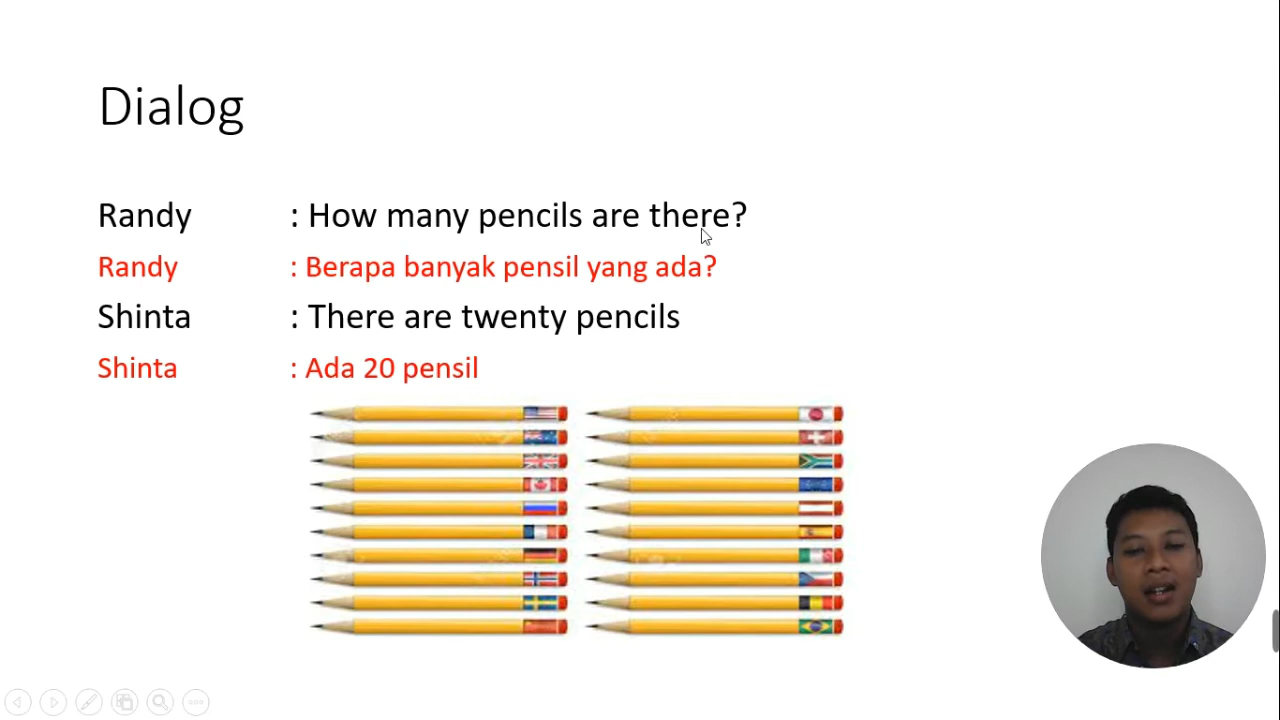 Dialog
Randy : How many pencils are there?
Randy : Berapa banyak pensil yang ada?
Shinta : There are twenty pencils
Shinta : Ada 20 pensil